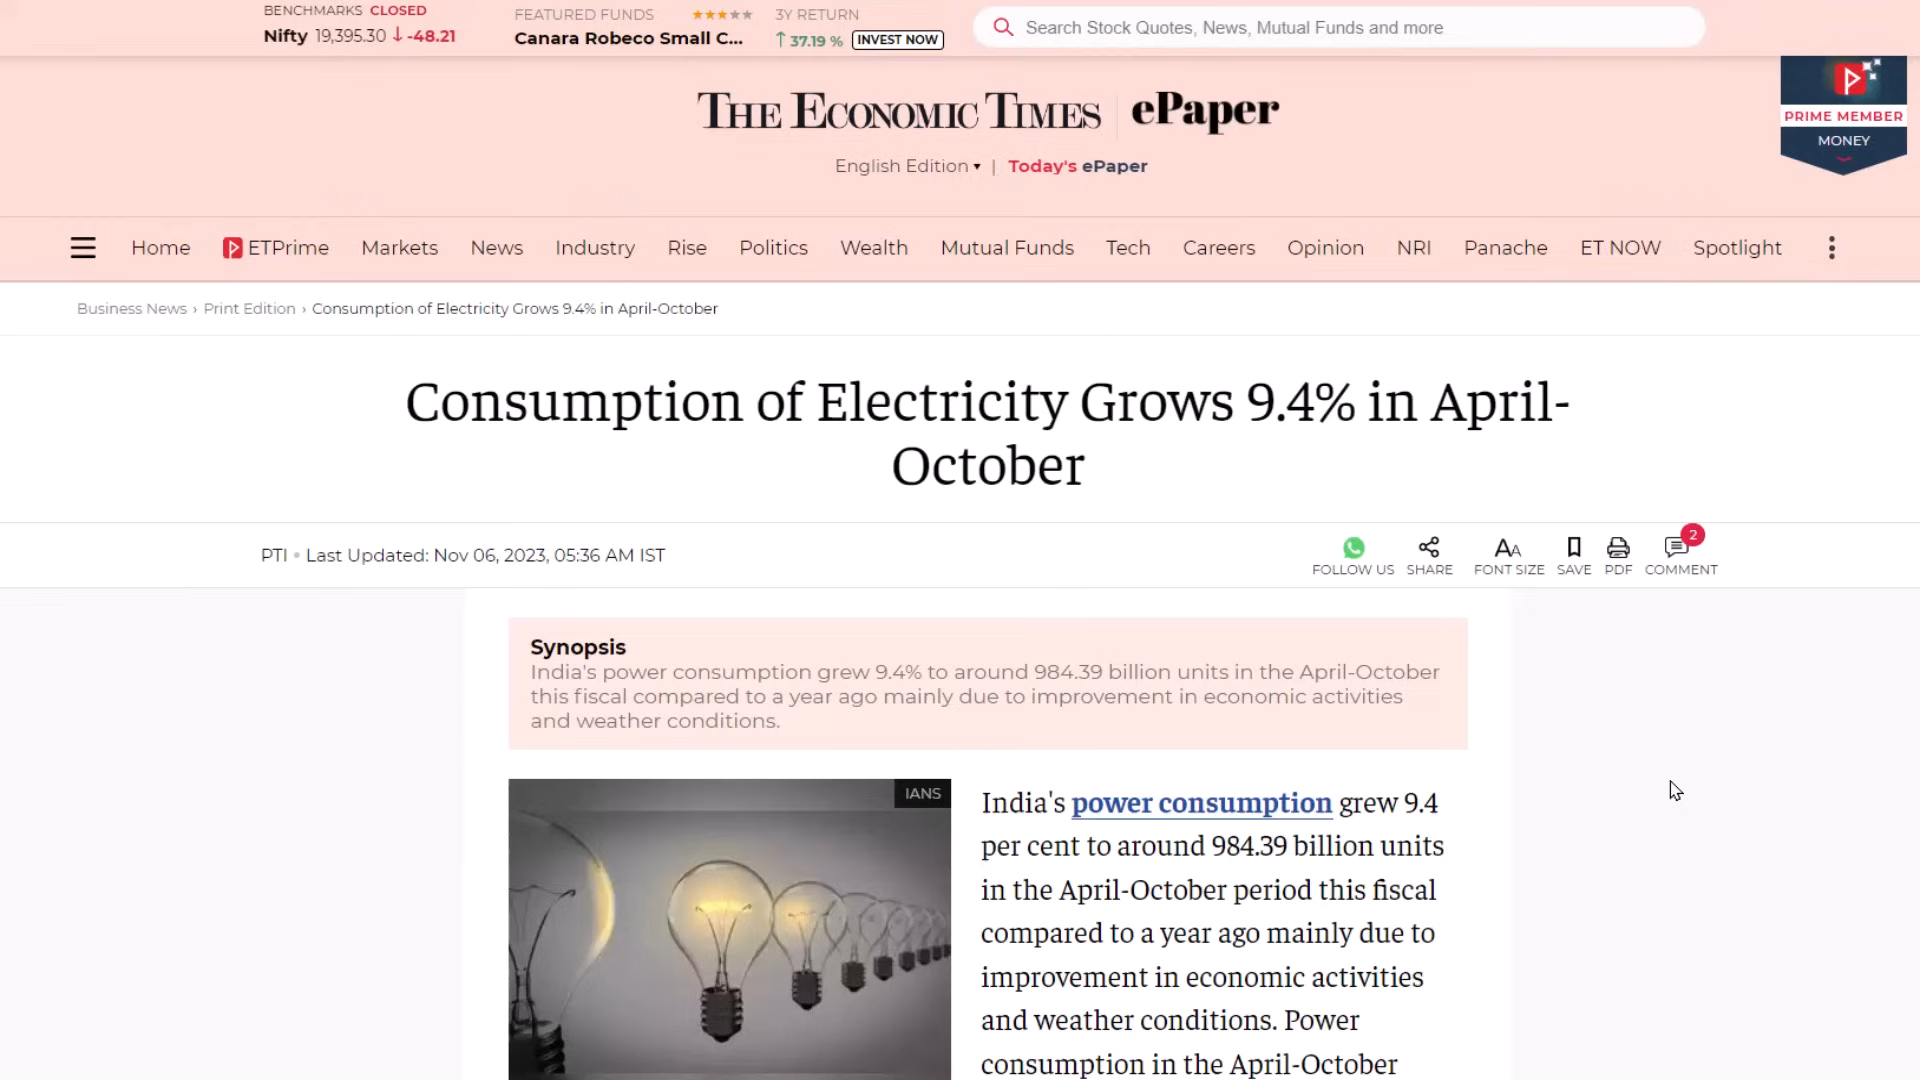 BENCHMARKS CLOSED
Nifty 19,395.30 ↓ -48.21
FEATURED FUNDS ★★★★★
Canara Robeco Small C...
3Y RETURN
↑ 37.19 % INVEST NOW
Search Stock Quotes, News, Mutual Funds and more
THE ECONOMIC TIMES | ePaper
English Edition ▾ | Today's ePaper
PRIME MEMBER
MONEY
Home ETPrime Markets News Industry Rise Politics Wealth Mutual Funds Tech Careers Opinion NRI Panache ET NOW Spotlight
Business News › Print Edition › Consumption of Electricity Grows 9.4% in April-October
Consumption of Electricity Grows 9.4% in April-
October
PTI • Last Updated: Nov 06, 2023, 05:36 AM IST
FOLLOW US SHARE FONT SIZE SAVE PDF COMMENT 2
Synopsis
India's power consumption grew 9.4% to around 984.39 billion units in the April-October
this fiscal compared to a year ago mainly due to improvement in economic activities
and weather conditions.
IANS
India's power consumption grew 9.4
per cent to around 984.39 billion units
in the April-October period this fiscal
compared to a year ago mainly due to
improvement in economic activities
and weather conditions. Power
consumption in the April-October